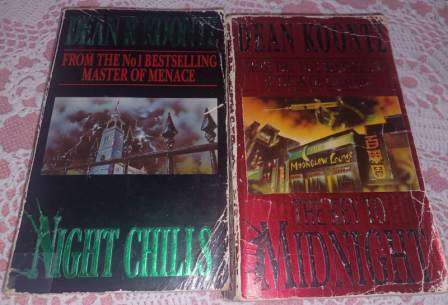 DEAN R KOONTZ
FROM THE No1 BESTSELLING
MASTER OF MENACE
NIGHT CHILLS
DEAN KOONTZ
MOONGLOW LOUNGE
THE KEY TO
MIDNIGHT